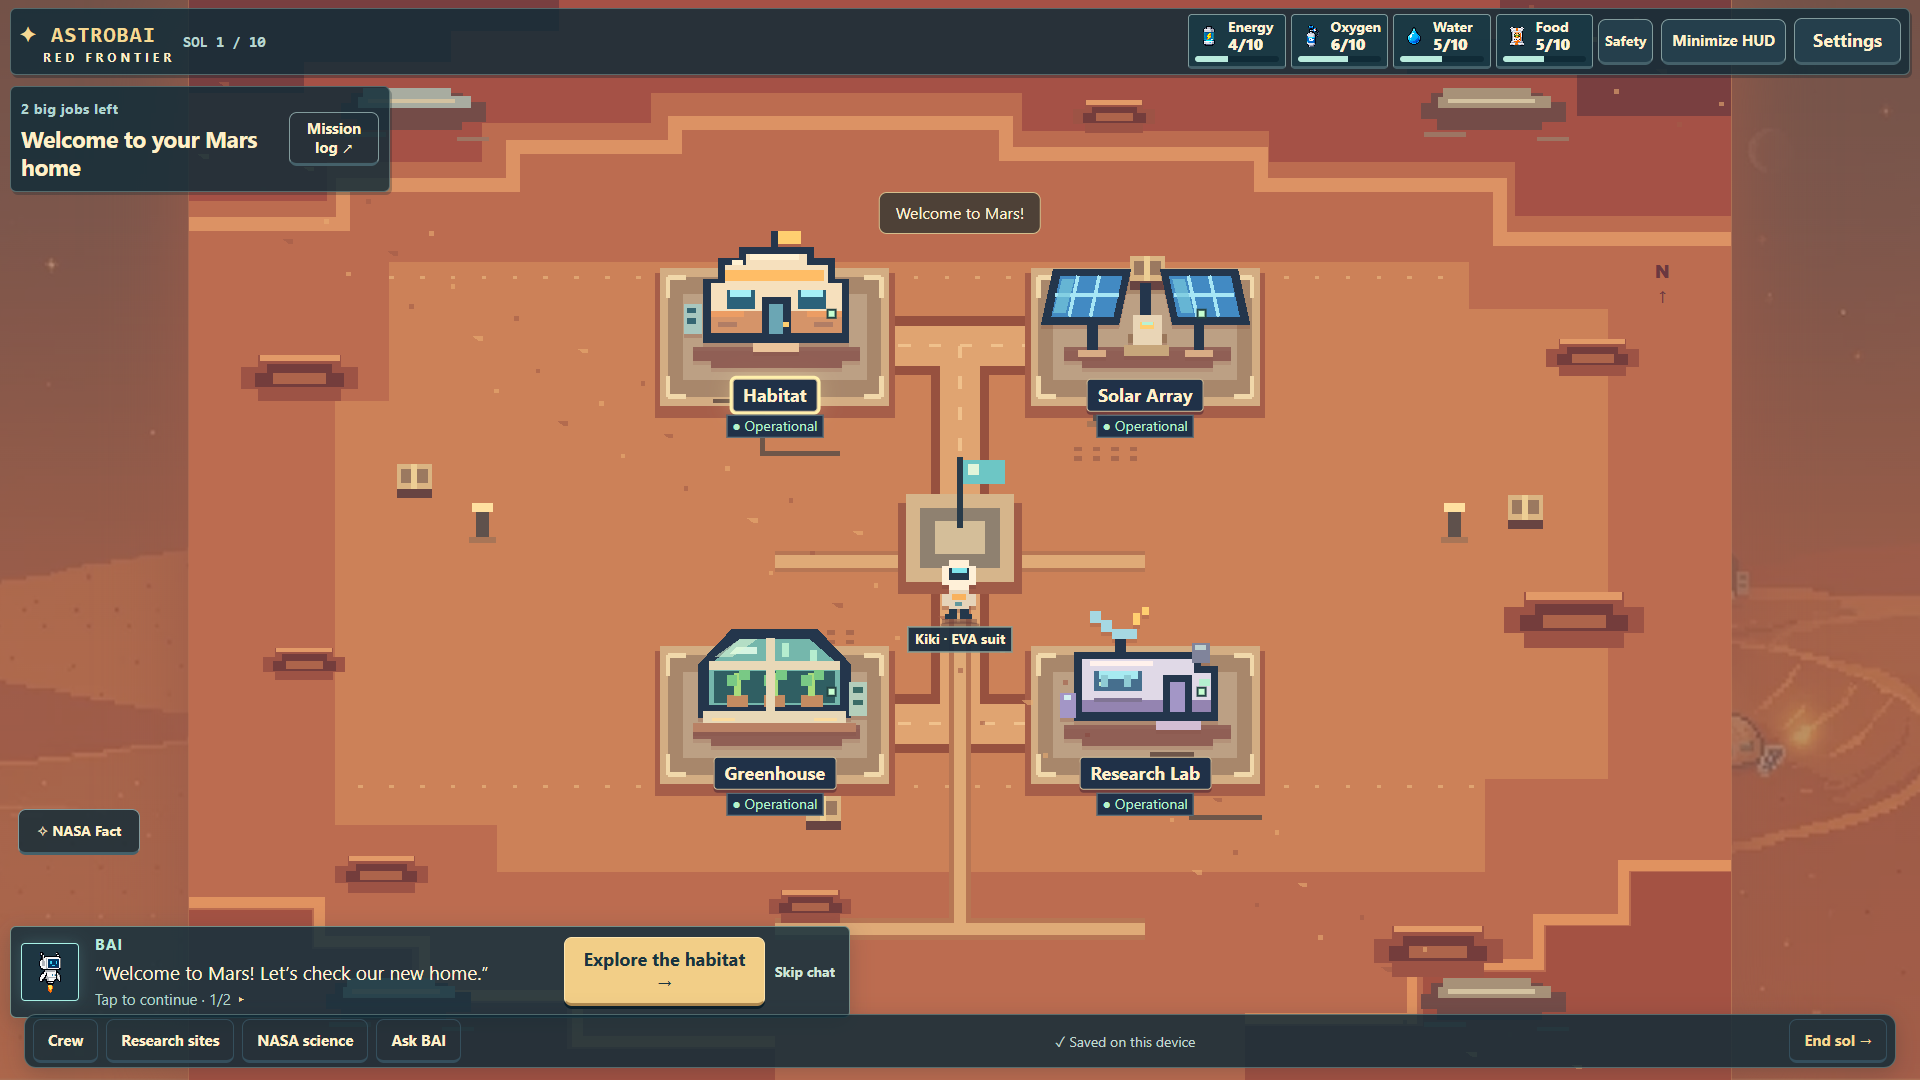 ✦ ASTROBAI
RED FRONTIER
SOL 1 / 10
Energy
4/10
Oxygen
6/10
Water
5/10
Food
5/10
Safety
Minimize HUD
Settings
2 big jobs left
Welcome to your Mars
home
Mission
log ↗
Welcome to Mars!
N
↑
Habitat
• Operational
Solar Array
• Operational
Kiki · EVA suit
Greenhouse
• Operational
Research Lab
• Operational
✧ NASA Fact
BAI
“Welcome to Mars! Let’s check our new home.”
Tap to continue · 1/2 ▸
Explore the habitat
→
Skip chat
Crew
Research sites
NASA science
Ask BAI
✓ Saved on this device
End sol →